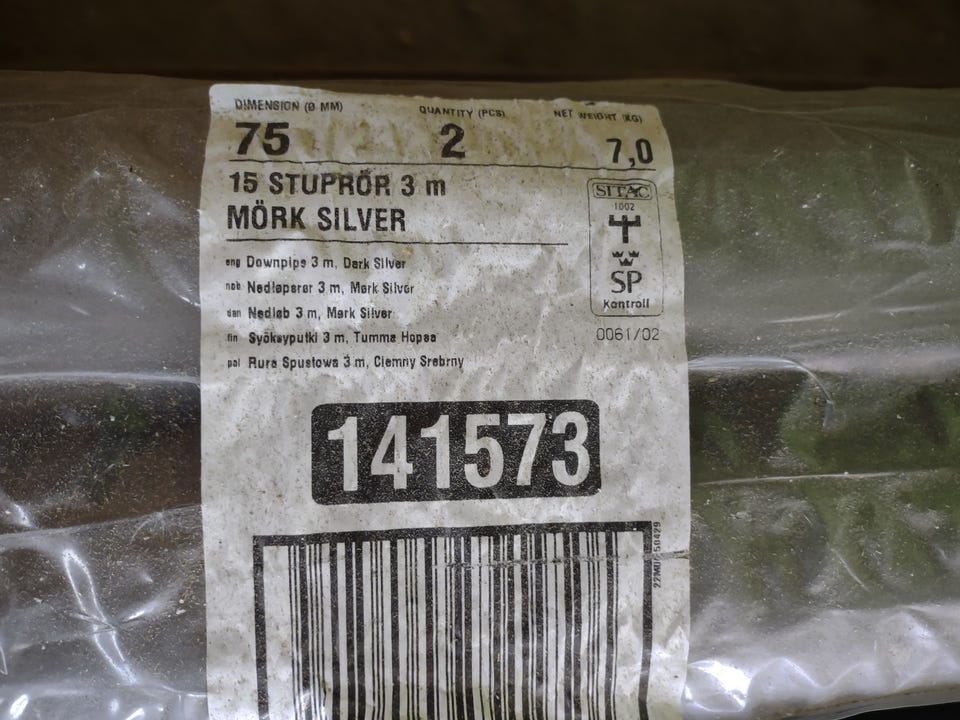 DIMENSION (Ø MM) QUANTITY (PCS) NET WEIGHT (KG)
75 2 7,0
15 STUPRÖR 3 m
MÖRK SILVER
SITAC
1002
SP
Kontroll
0061/02
eng Downpipe 3 m, Dark Silver
nob Nedløpsrør 3 m, Mørk Silver
dan Nedløb 3 m, Mørk Silver
fin Syöksyputki 3 m, Tumma Hopea
pol Rura Spustowa 3 m, Ciemny Srebrny
141573